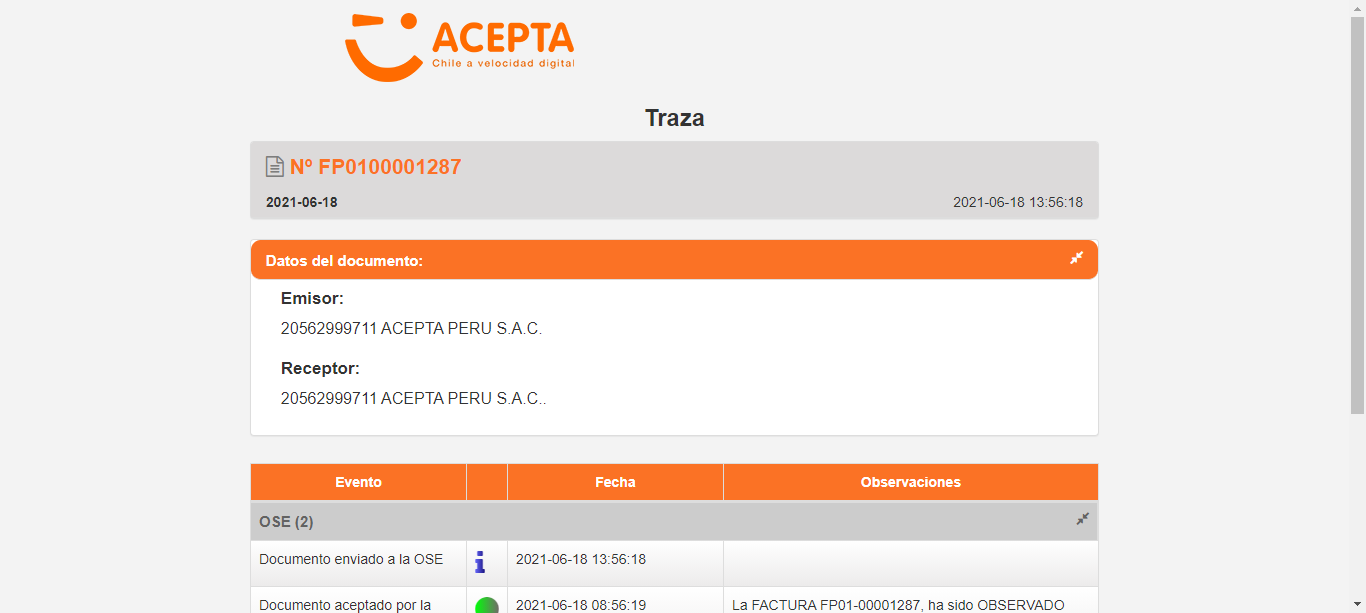 ACEPTA
Chile a velocidad digital
Traza
Nº FP0100001287
2021-06-18 2021-06-18 13:56:18
Datos del documento:
Emisor:
20562999711 ACEPTA PERU S.A.C.
Receptor:
20562999711 ACEPTA PERU S.A.C..
Evento Fecha Observaciones
OSE (2)
Documento enviado a la OSE 2021-06-18 13:56:18
Documento aceptado por la 2021-06-18 08:56:19 La FACTURA FP01-00001287, ha sido OBSERVADO